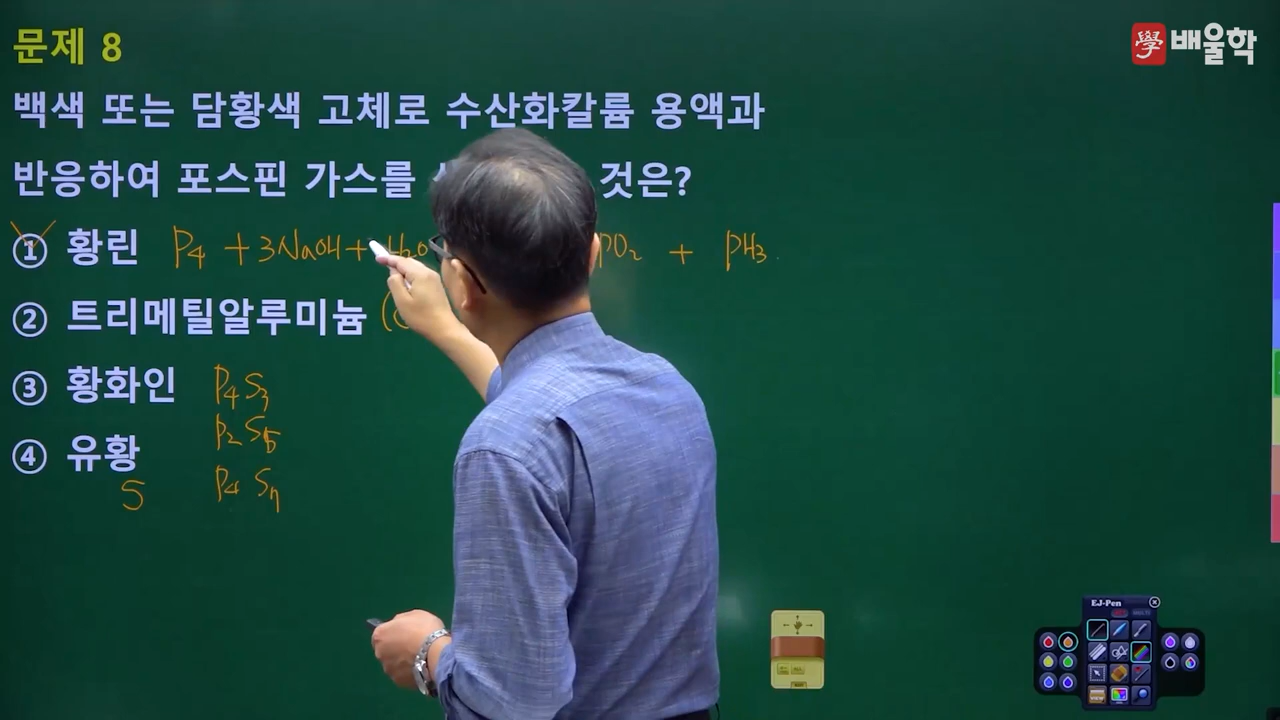 문제 8
學 배울학
백색 또는 담황색 고체로 수산화칼륨 용액과
반응하여 포스핀 가스를 것은?
① 황린 P4 + 3NaOH + H2O PO2 + PH3
② 트리메틸알루미늄 (
③ 황화인 P4S3
P2S5
④ 유황
S P4S7
EJ-Pen